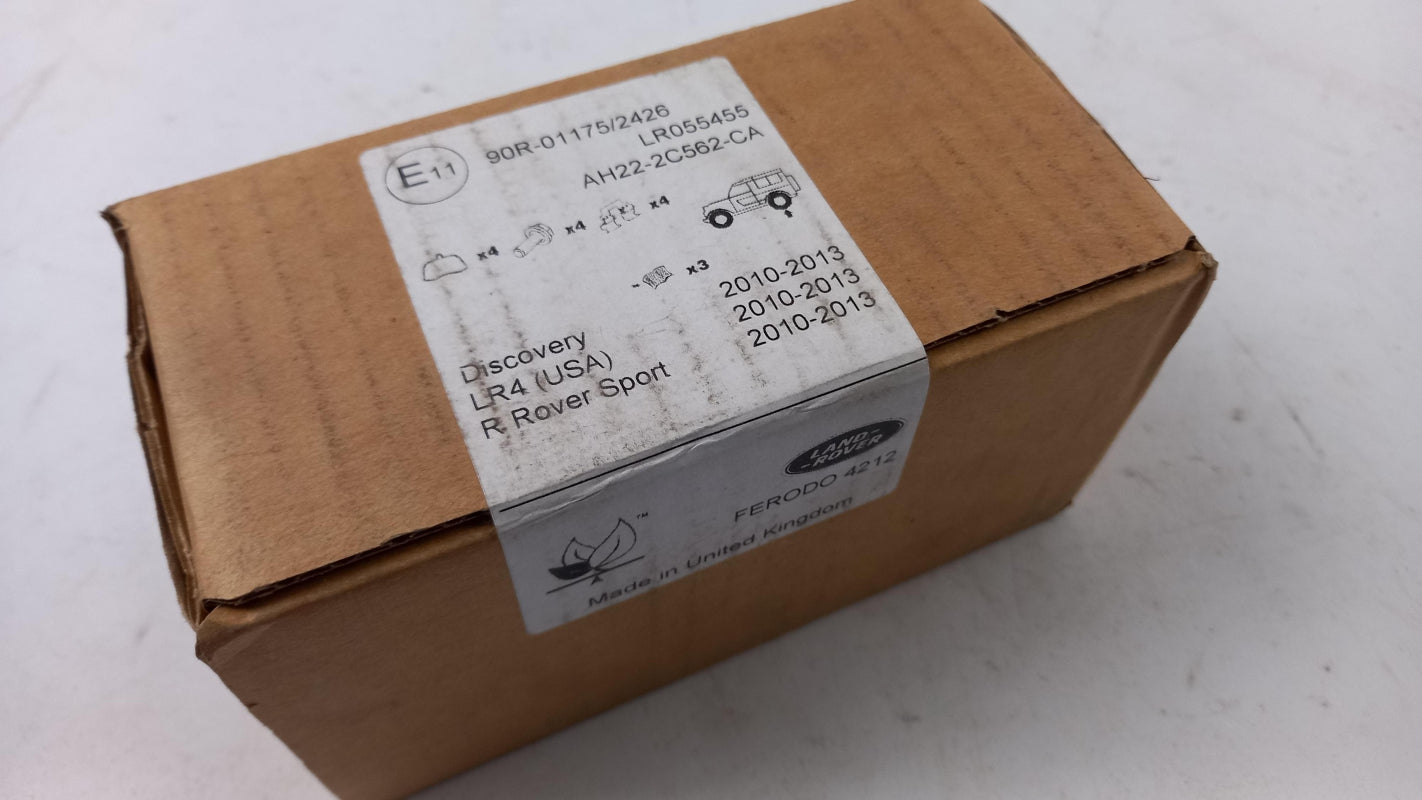 E11
90R-01175/2426
LR055455
AH22-2C562-CA
x4 x4 x4
x3
Discovery 2010-2013
LR4 (USA) 2010-2013
R Rover Sport 2010-2013
LAND-
-ROVER
FERODO 4212
TM
Made in United Kingdom